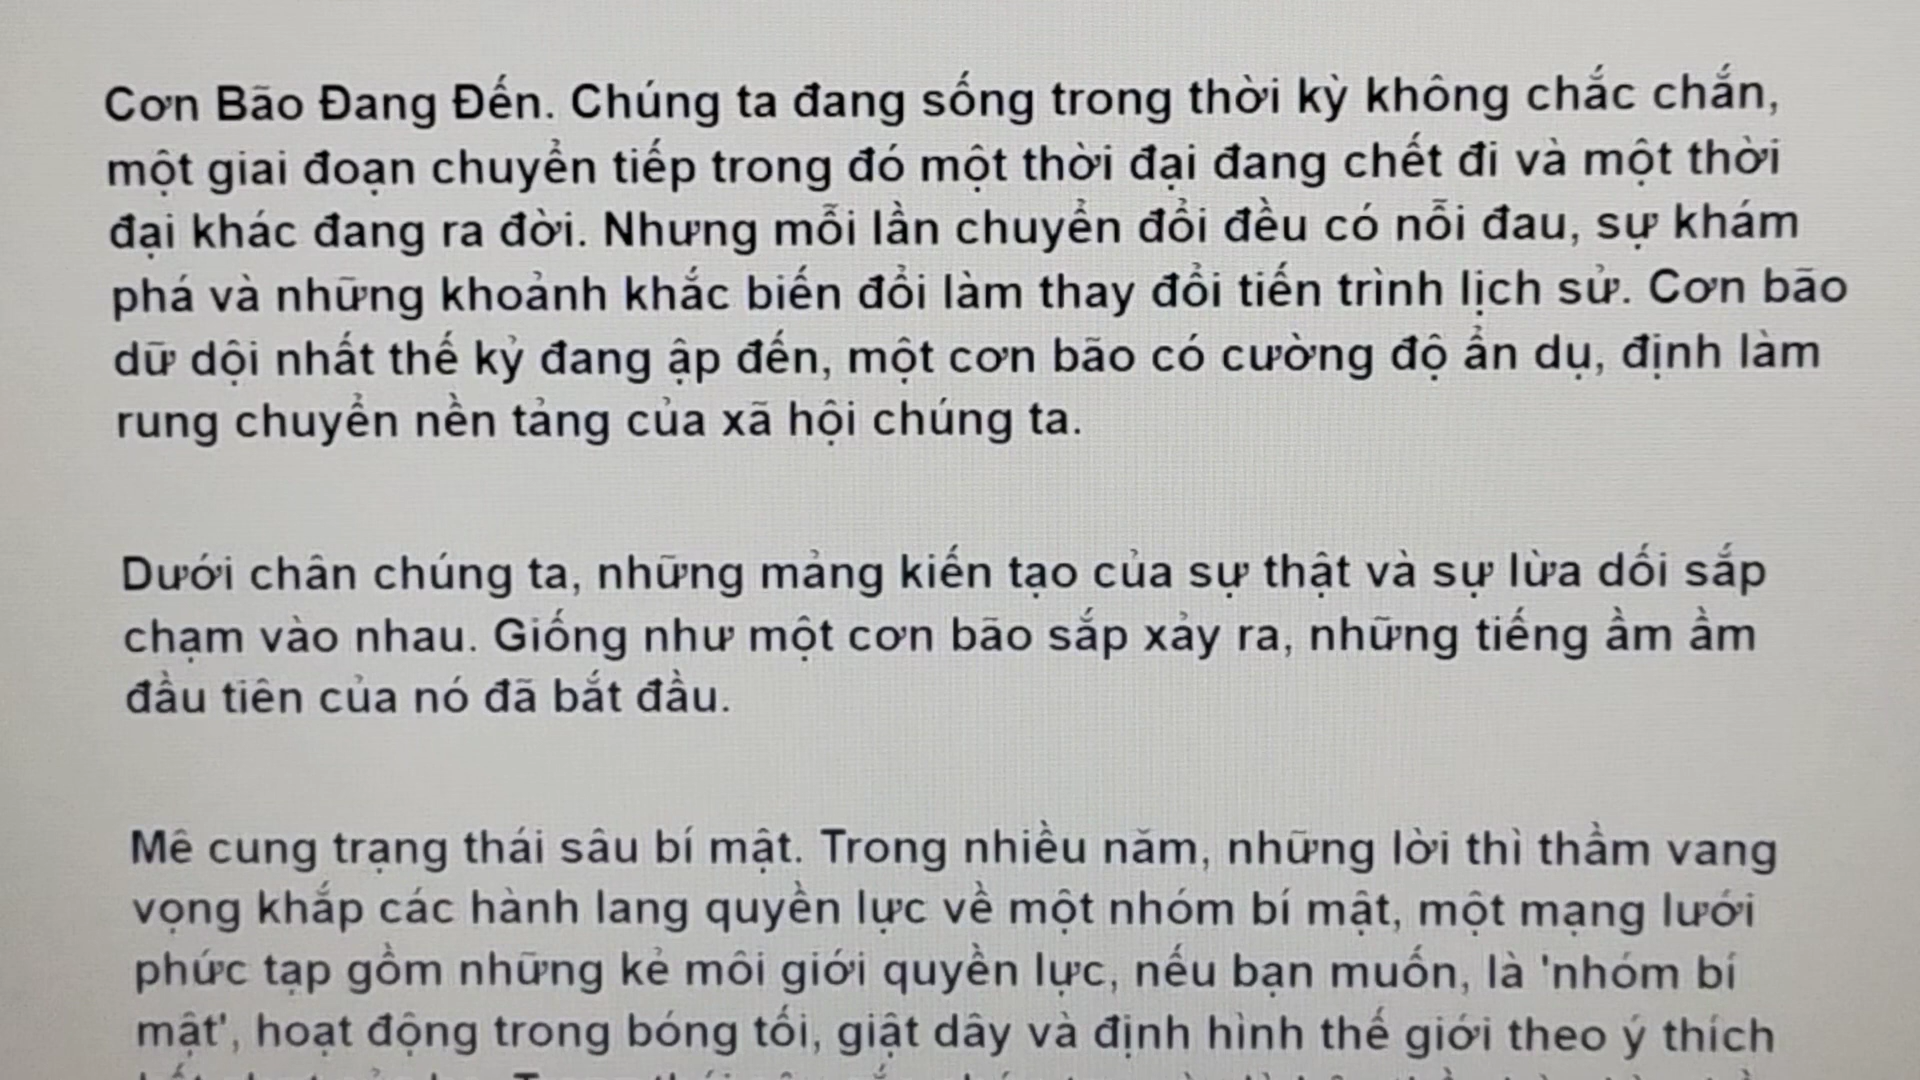 Cơn Bão Đang Đến. Chúng ta đang sống trong thời kỳ không chắc chắn,
một giai đoạn chuyển tiếp trong đó một thời đại đang chết đi và một thời
đại khác đang ra đời. Nhưng mỗi lần chuyển đổi đều có nỗi đau, sự khám
phá và những khoảnh khắc biến đổi làm thay đổi tiến trình lịch sử. Cơn bão
dữ dội nhất thế kỷ đang ập đến, một cơn bão có cường độ ẩn dụ, định làm
rung chuyển nền tảng của xã hội chúng ta.
Dưới chân chúng ta, những mảng kiến tạo của sự thật và sự lừa dối sắp
chạm vào nhau. Giống như một cơn bão sắp xảy ra, những tiếng ầm ầm
đầu tiên của nó đã bắt đầu.
Mê cung trạng thái sâu bí mật. Trong nhiều năm, những lời thì thầm vang
vọng khắp các hành lang quyền lực về một nhóm bí mật, một mạng lưới
phức tạp gồm những kẻ môi giới quyền lực, nếu bạn muốn, là 'nhóm bí
mật', hoạt động trong bóng tối, giật dây và định hình thế giới theo ý thích